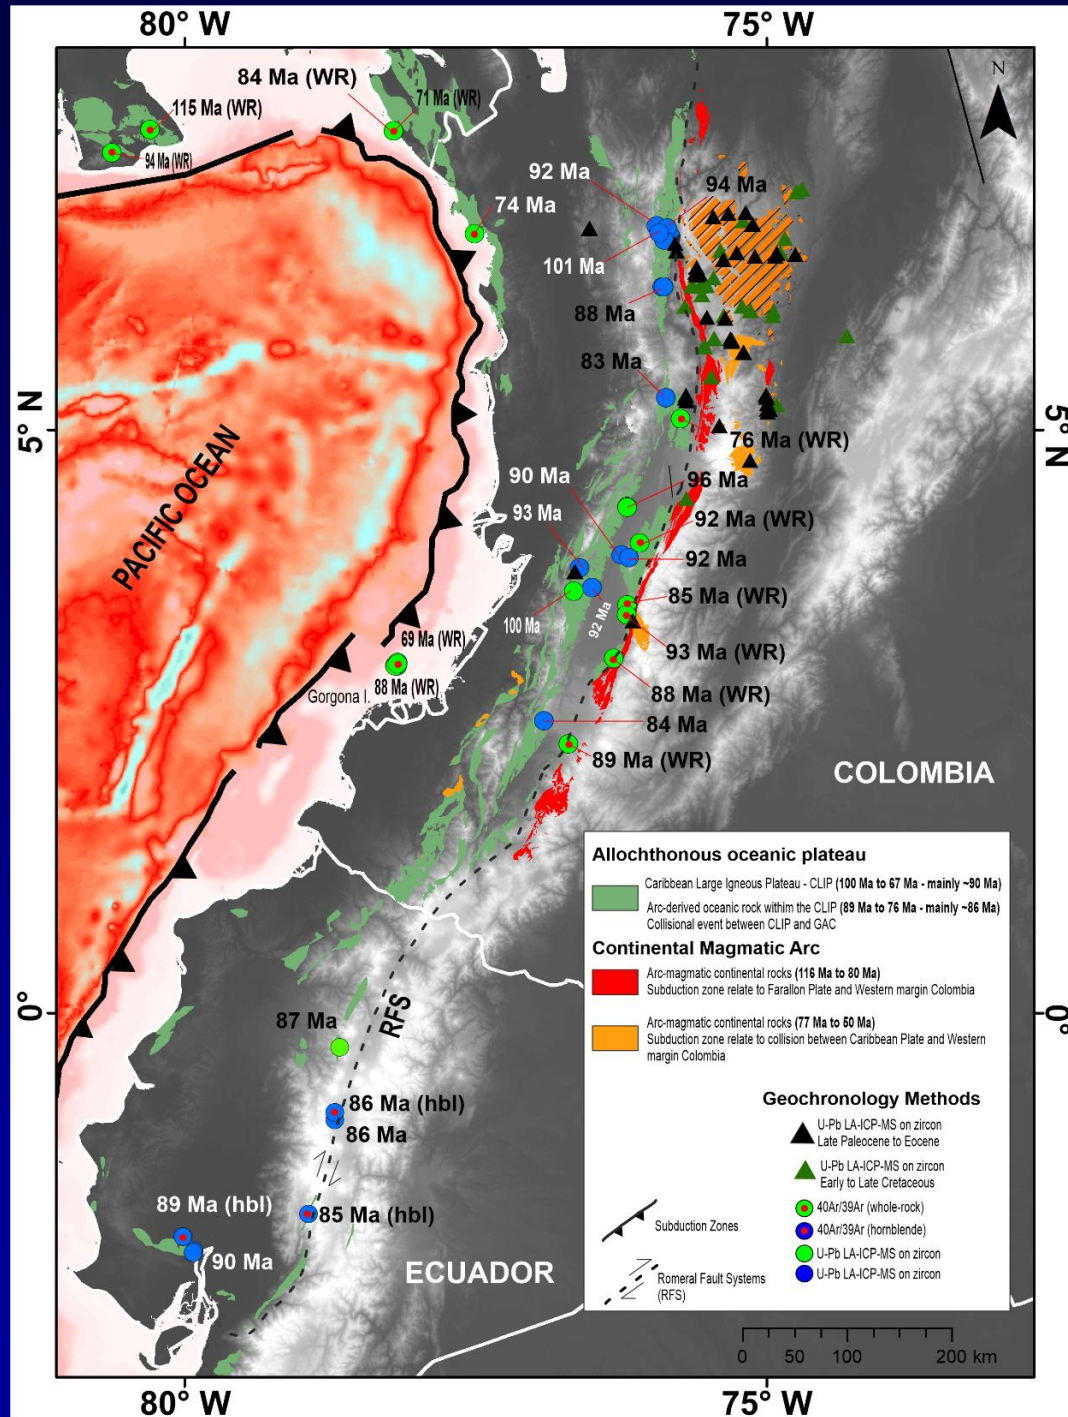 80° W
75° W
84 Ma (WR)
71 Ma (WR)
115 Ma (WR)
94 Ma (WR)
N
92 Ma
94 Ma
74 Ma
101 Ma
88 Ma
83 Ma
5° N
5° N
76 Ma (WR)
PACIFIC OCEAN
90 Ma
96 Ma
93 Ma
92 Ma (WR)
92 Ma
85 Ma (WR)
100 Ma
92 Ma
69 Ma (WR)
93 Ma (WR)
88 Ma (WR)
Gorgona I.
88 Ma (WR)
84 Ma
89 Ma (WR)
COLOMBIA
Allochthonous oceanic plateau
Caribbean Large Igneous Plateau - CLIP (100 Ma to 67 Ma - mainly ~90 Ma)
Arc-derived oceanic rock within the CLIP (89 Ma to 76 Ma - mainly ~86 Ma)
Collisional event between CLIP and GAC
Continental Magmatic Arc
Arc-magmatic continental rocks (116 Ma to 80 Ma)
Subduction zone relate to Farallon Plate and Western margin Colombia
Arc-magmatic continental rocks (77 Ma to 50 Ma)
Subduction zone relate to collision between Caribbean Plate and Western
margin Colombia
Geochronology Methods
U-Pb LA-ICP-MS on zircon
Late Paleocene to Eocene
U-Pb LA-ICP-MS on zircon
Early to Late Cretaceous
40Ar/39Ar (whole-rock)
40Ar/39Ar (hornblende)
U-Pb LA-ICP-MS on zircon
U-Pb LA-ICP-MS on zircon
Subduction Zones
Romeral Fault Systems
(RFS)
0°
0°
RFS
87 Ma
86 Ma (hbl)
86 Ma
89 Ma (hbl)
85 Ma (hbl)
90 Ma
ECUADOR
0 50 100 200 km
80° W
75° W